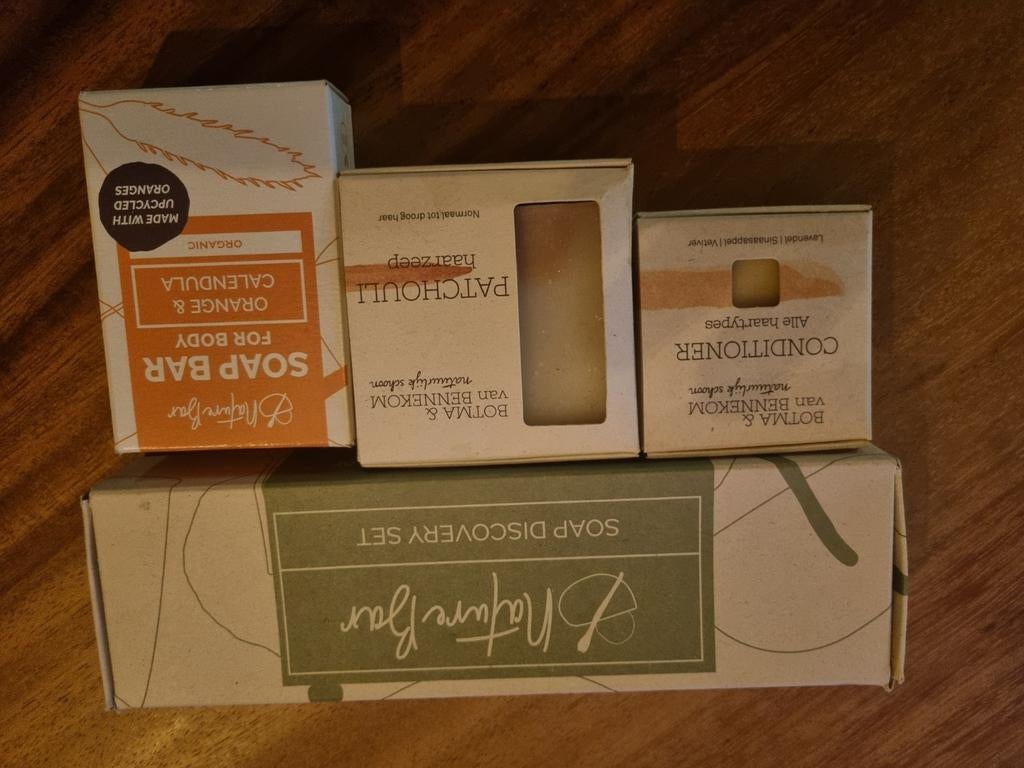 Nature Bar
SOAP DISCOVERY SET
BOTMA &
van BENNEKOM
natuurlijk schoon
CONDITIONER
Alle haartypes
Lavendel | Sinaasappel | Vetiver
BOTMA &
van BENNEKOM
natuurlijk schoon
PATCHOULI
haarzeep
Normaal tot droog haar
Nature Bar
SOAP BAR
FOR BODY
ORANGE &
CALENDULA
ORGANIC
MADE WITH
UPCYCLED
ORANGES